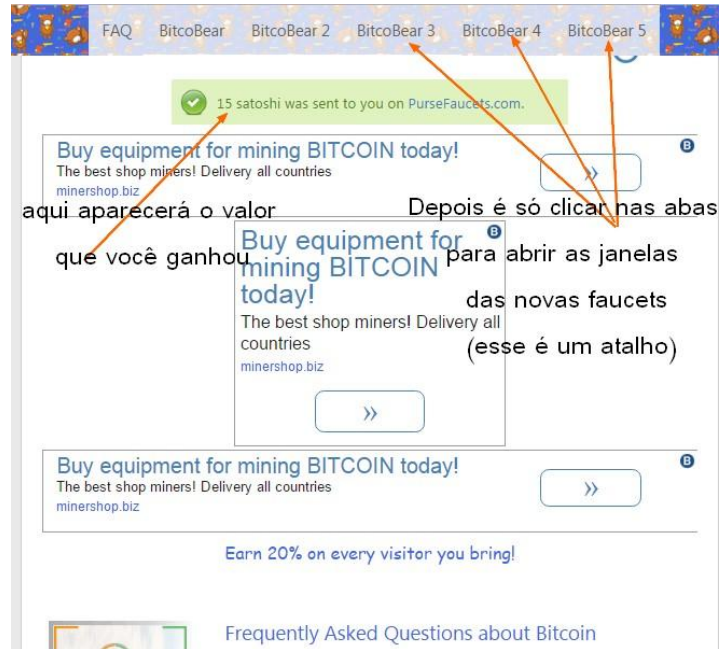 FAQ BitcoBear BitcoBear 2 BitcoBear 3 BitcoBear 4 BitcoBear 5
15 satoshi was sent to you on PurseFaucets.com.
Buy equipment for mining BITCOIN today!
The best shop miners! Delivery all countries
minershop.biz
»
B
aqui aparecerá o valor
que você ganhou
Depois é só clicar nas abas
para abrir as janelas
das novas faucets
(esse é um atalho)
Buy equipment for
mining BITCOIN
today!
The best shop miners! Delivery all
countries
minershop.biz
»
B
Buy equipment for mining BITCOIN today!
The best shop miners! Delivery all countries
minershop.biz
»
B
Earn 20% on every visitor you bring!
Frequently Asked Questions about Bitcoin